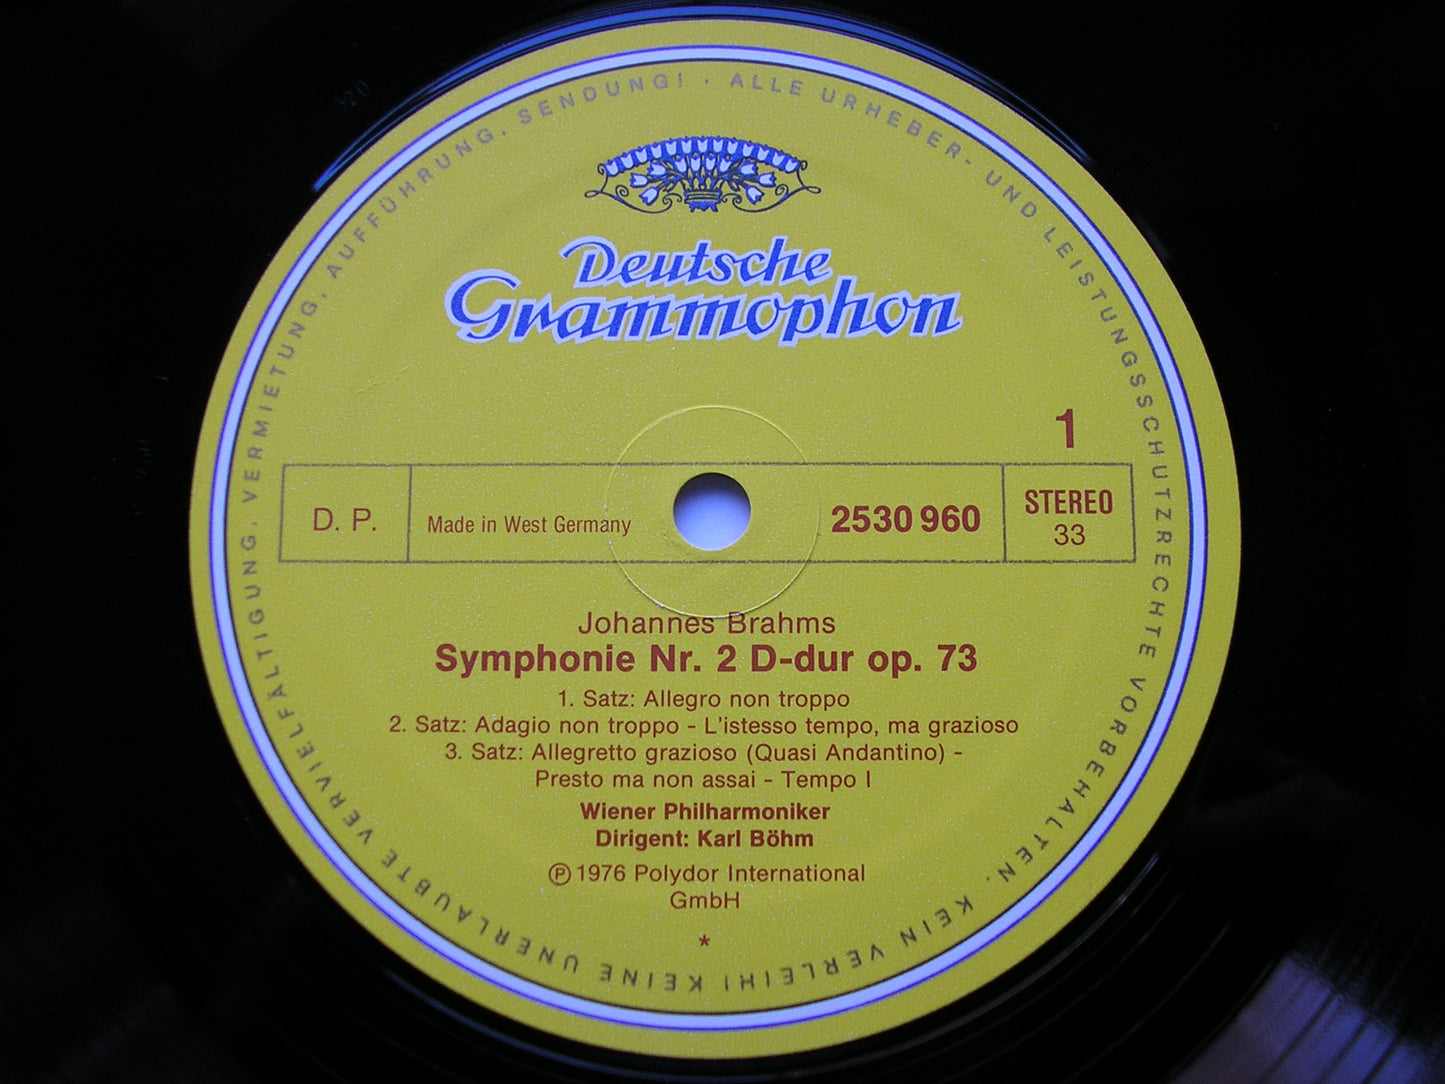 ALLE URHEBER- UND LEISTUNGSSCHUTZRECHTE VORBEHALTEN. KEIN VERLEIH! KEINE UNERLAUBTE VERVIELFÄLTIGUNG, VERMIETUNG, AUFFÜHRUNG, SENDUNG! ·
Deutsche
Grammophon
1
D. P.
Made in West Germany
2530 960
STEREO
33
Johannes Brahms
Symphonie Nr. 2 D-dur op. 73
1. Satz: Allegro non troppo
2. Satz: Adagio non troppo - L'istesso tempo, ma grazioso
3. Satz: Allegretto grazioso (Quasi Andantino) -
Presto ma non assai - Tempo I
Wiener Philharmoniker
Dirigent: Karl Böhm
℗ 1976 Polydor International
GmbH
*